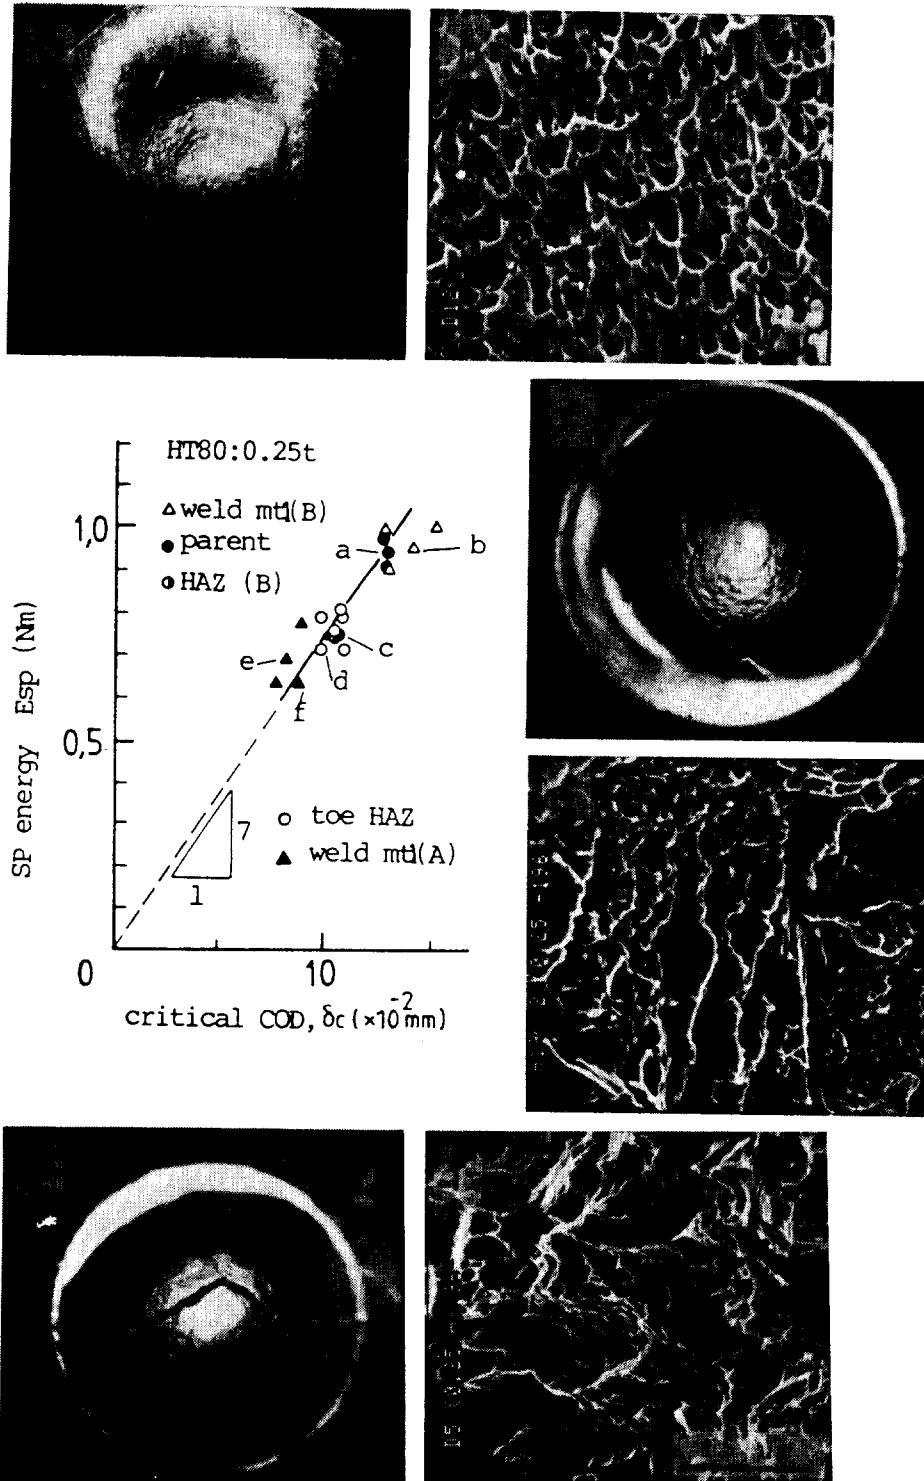 HT80:0.25t
△ weld mtl(B)
● parent
◑ HAZ (B)
1,0
a
b
c
e
d
f
0,5
SP energy Esp (Nm)
7
1
○ toe HAZ
▲ weld mtl(A)
0
10
critical COD, δc (×10⁻² mm)